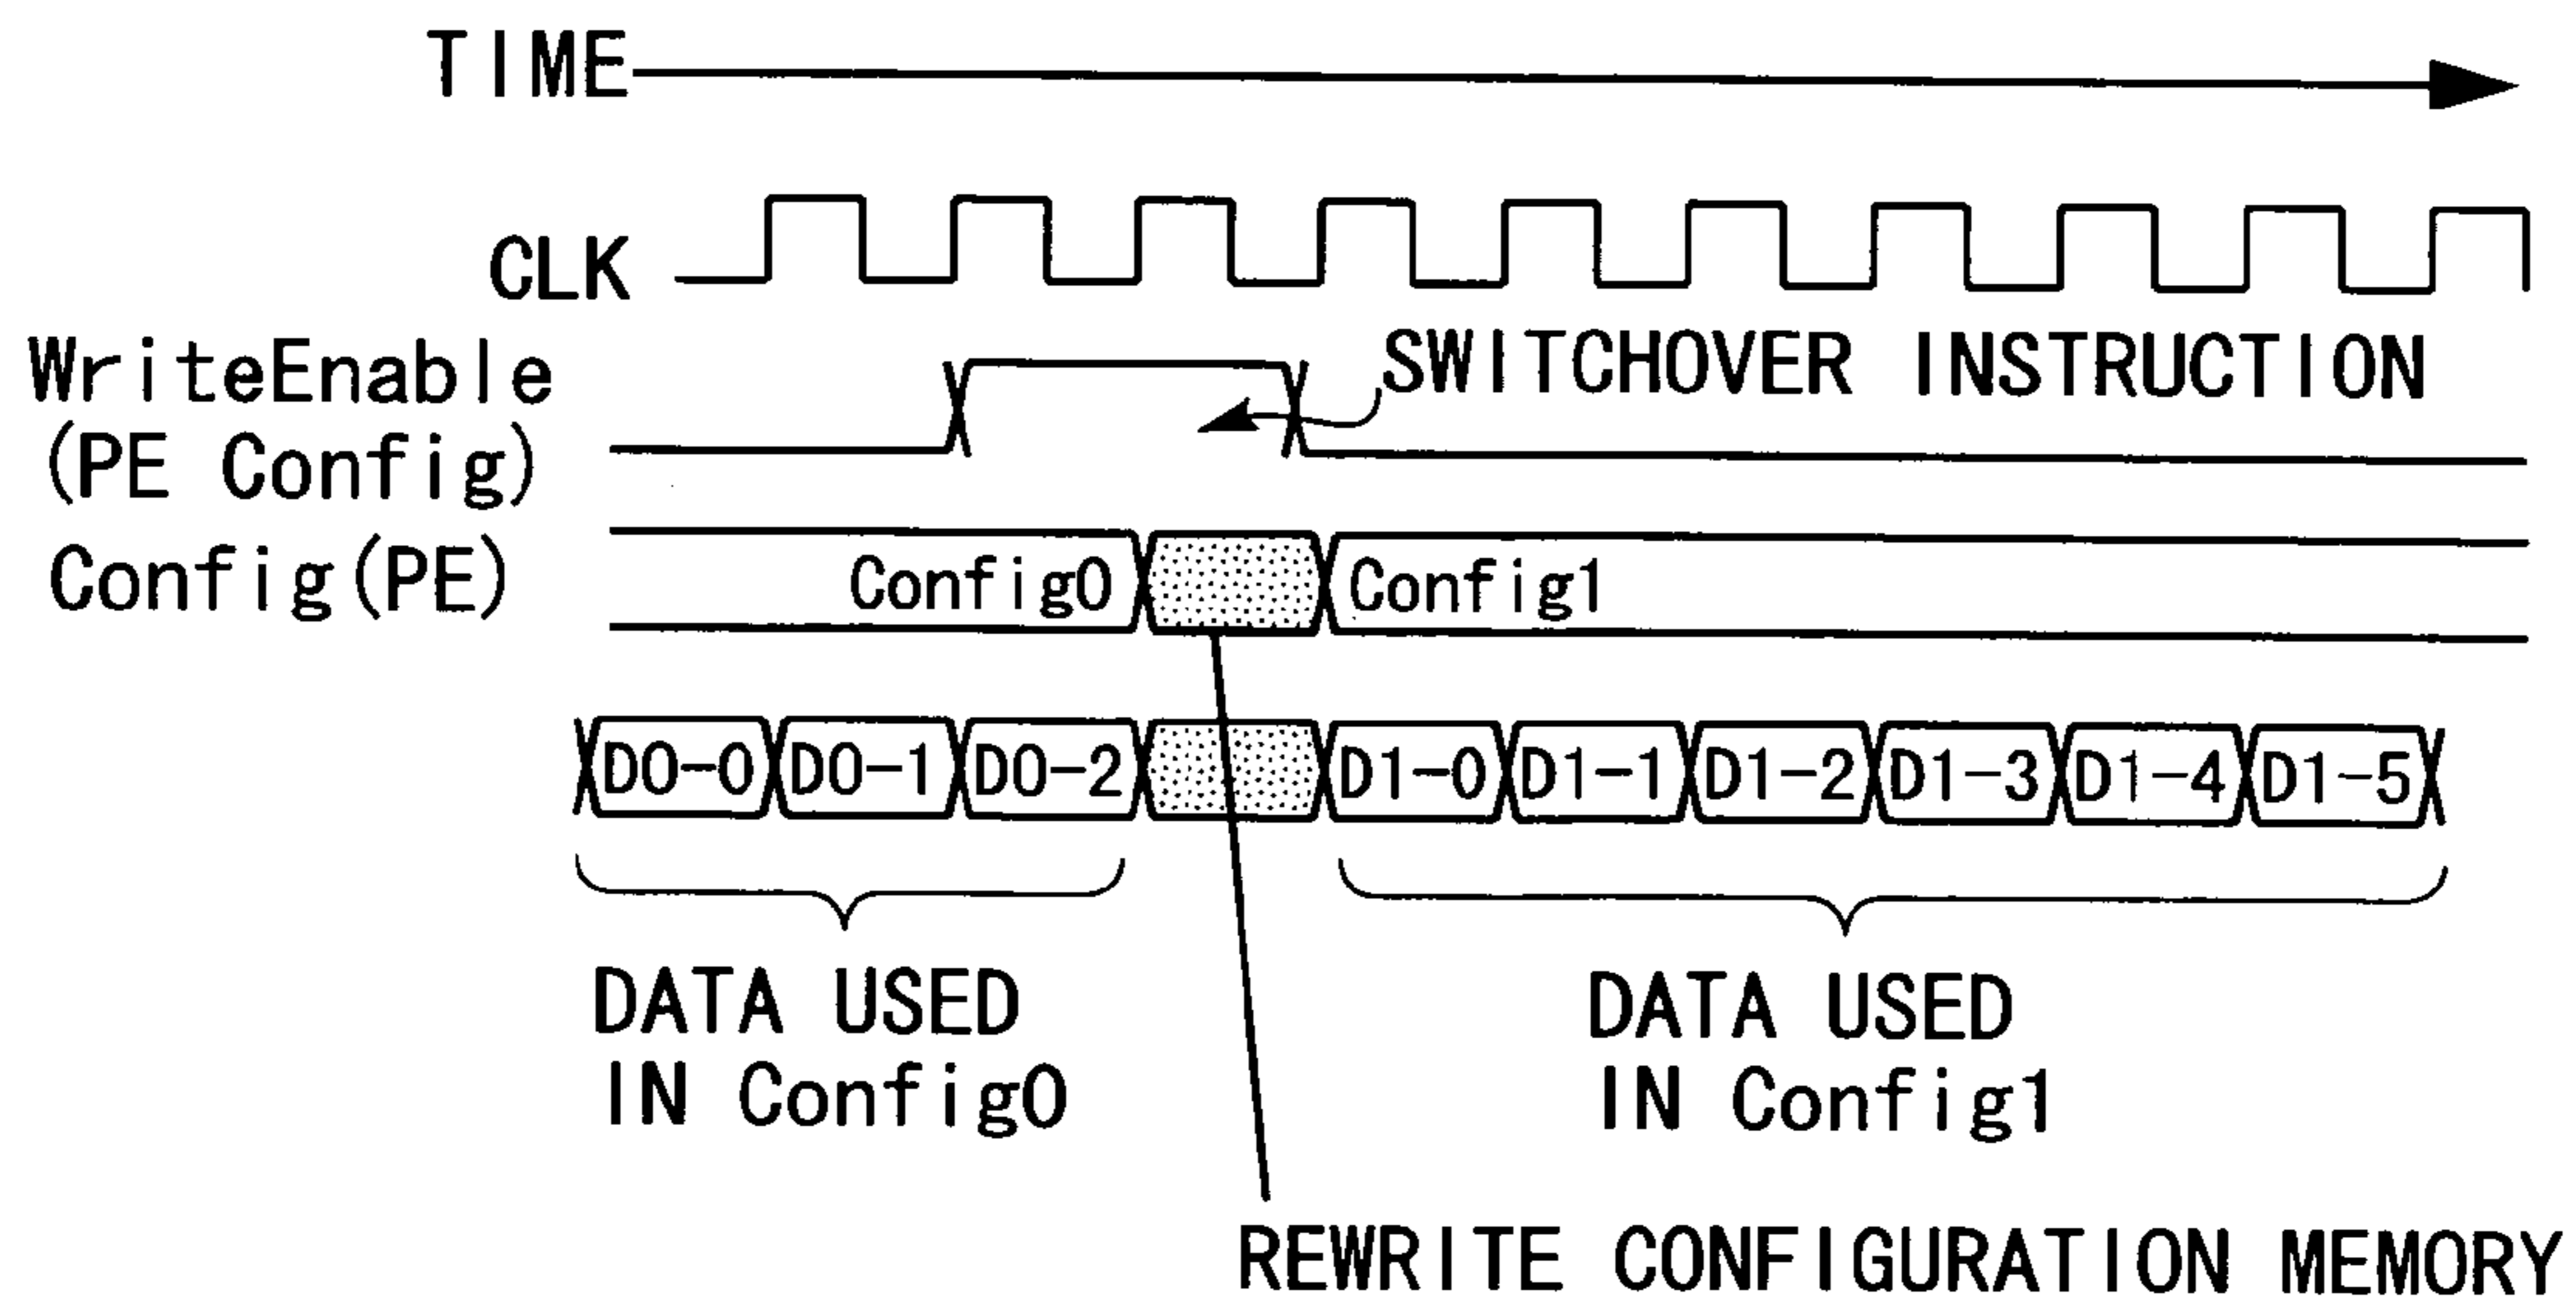 TIME
CLK
WriteEnable
(PE Config)
SWITCHOVER INSTRUCTION
Config(PE)
Config0
Config1
D0-0
D0-1
D0-2
D1-0
D1-1
D1-2
D1-3
D1-4
D1-5
DATA USED
IN Config0
DATA USED
IN Config1
REWRITE CONFIGURATION MEMORY